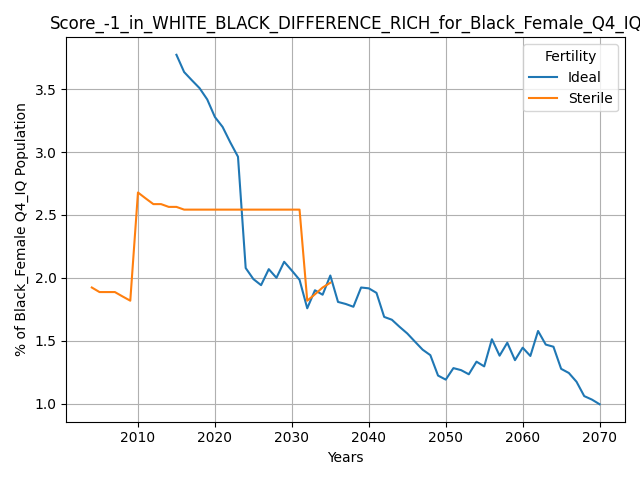 Score_-1_in_WHITE_BLACK_DIFFERENCE_RICH_for_Black_Female_Q4_IQ
Fertility
Ideal
Sterile
% of Black_Female Q4_IQ Population
3.5
3.0
2.5
2.0
1.5
1.0
2010 2020 2030 2040 2050 2060 2070
Years